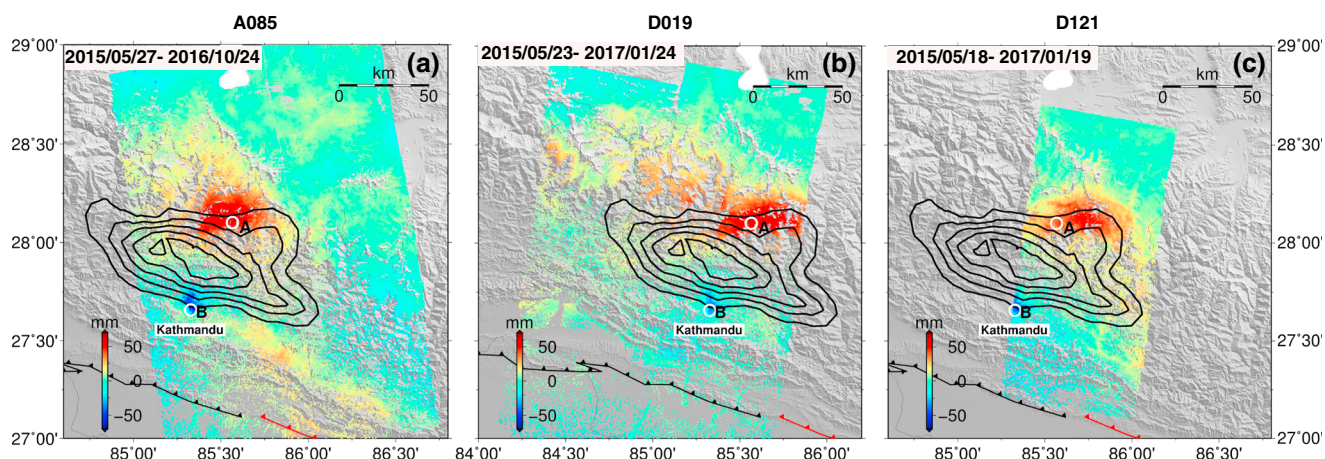 A085
D019
D121
2015/05/27- 2016/10/24
(a)
2015/05/23- 2017/01/24
(b)
2015/05/18- 2017/01/19
(c)
km
0 50
km
0 50
km
0 50
29˚00'
28˚30'
28˚00'
27˚30'
27˚00'
A
B
Kathmandu
mm
50
0
−50
A
B
Kathmandu
mm
50
0
−50
A
B
Kathmandu
mm
50
0
−50
29˚00'
28˚30'
28˚00'
27˚30'
27˚00'
85˚00' 85˚30' 86˚00' 86˚30'
84˚00' 84˚30' 85˚00' 85˚30' 86˚00'
85˚00' 85˚30' 86˚00' 86˚30'